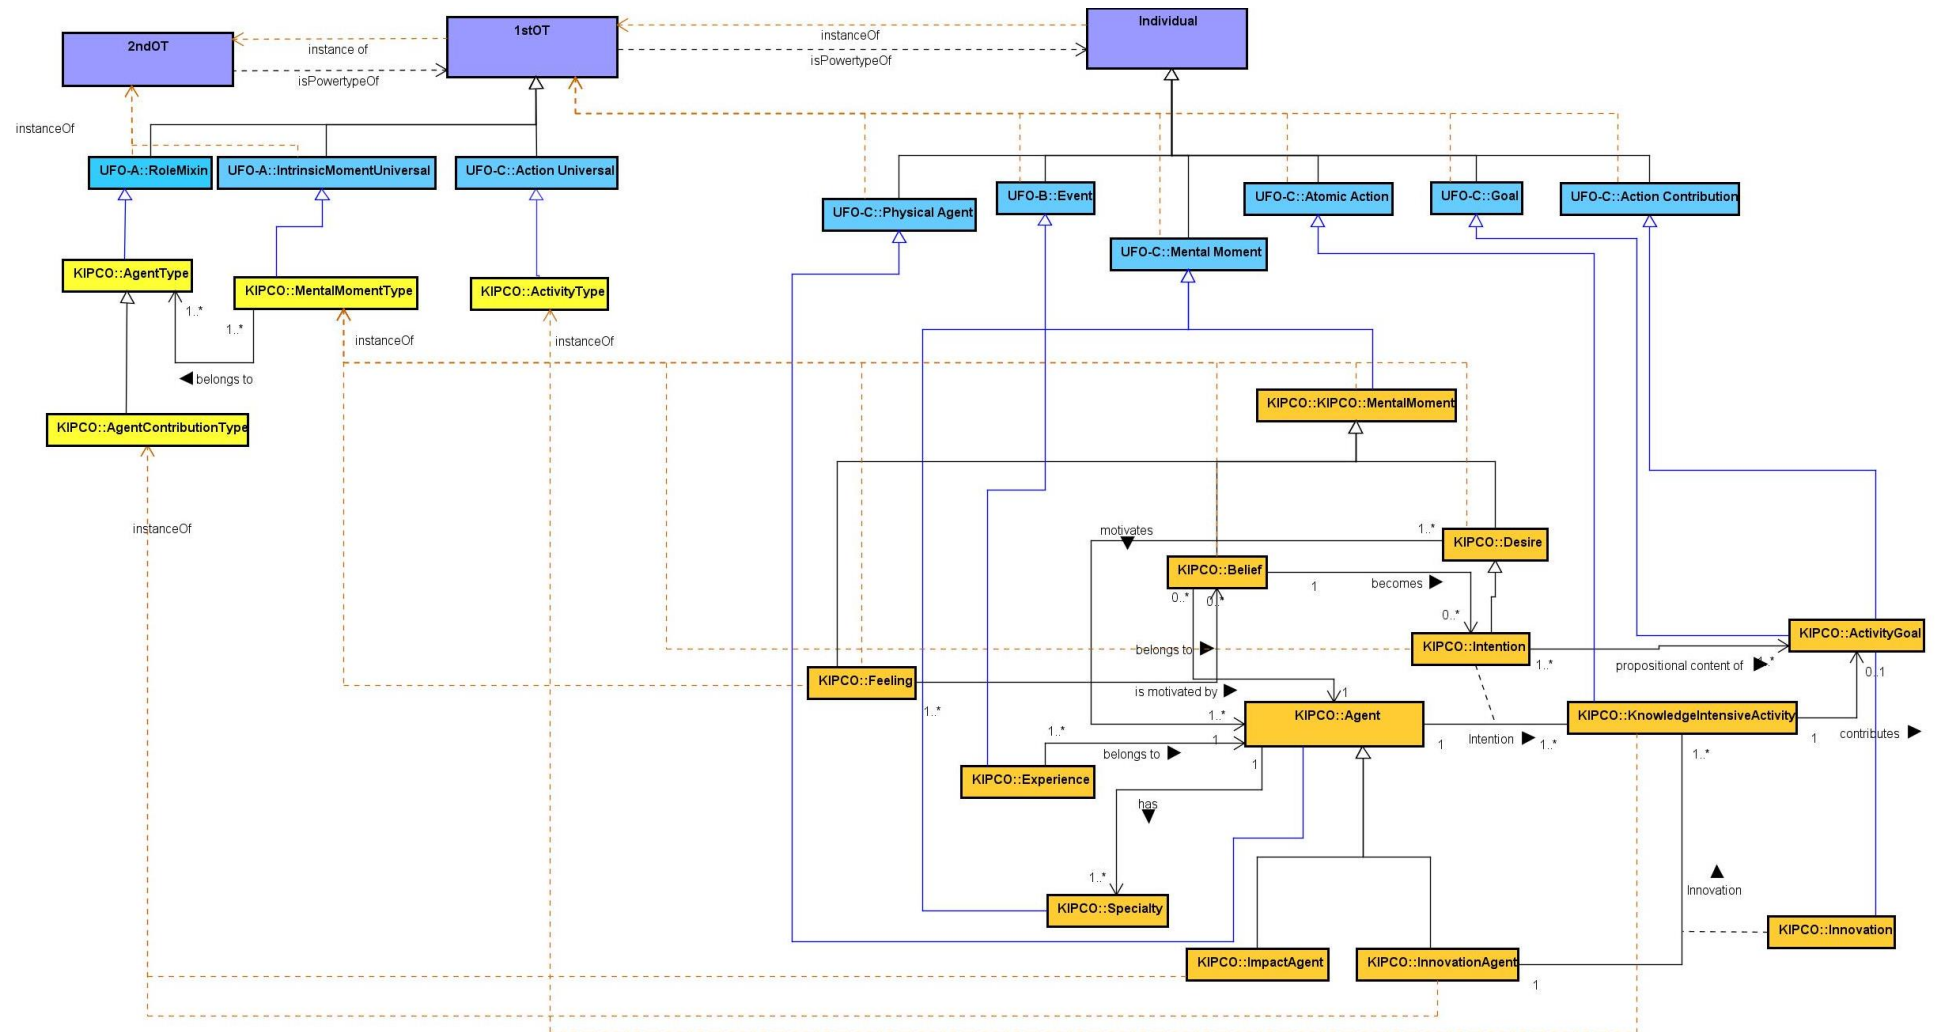 Individual
1stOT
2ndOT
instanceOf
instance of
isPowertypeOf
isPowertypeOf
instanceOf
UFO-A::RoleMixin
UFO-A::IntrinsicMomentUniversal
UFO-C::Action Universal
UFO-C::Physical Agent
UFO-B::Event
UFO-C::Atomic Action
UFO-C::Goal
UFO-C::Action Contribution
UFO-C::Mental Moment
KIPCO::AgentType
KIPCO::MentalMomentType
KIPCO::ActivityType
1..*
1..*
instanceOf
instanceOf
◀ belongs to
KIPCO::KIPCO::MentalMoment
KIPCO::AgentContributionType
instanceOf
motivates
▼
1..*
KIPCO::Desire
KIPCO::Belief
1
becomes ▶
0..*
0..*
0..*
KIPCO::ActivityGoal
KIPCO::Intention
belongs to ▶
1..*
propositional content of ▶
1..*
0..1
KIPCO::Feeling
is motivated by ▶
1
1..*
1..*
KIPCO::Agent
KIPCO::KnowledgeIntensiveActivity
1..*
1
belongs to ▶
1
Intention ▶
1..*
1
contributes ▶
1..*
1
KIPCO::Experience
has
▼
▲
Innovation
1..*
KIPCO::Specialty
KIPCO::Innovation
KIPCO::ImpactAgent
KIPCO::InnovationAgent
1